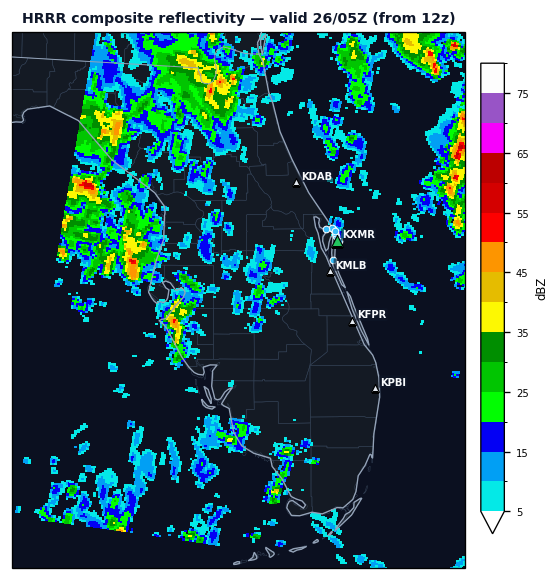 HRRR composite reflectivity — valid 26/05Z (from 12z)
KDAB
KXMR
KMLB
KFPR
KPBI
75
65
55
45
35
25
15
5
dBZ